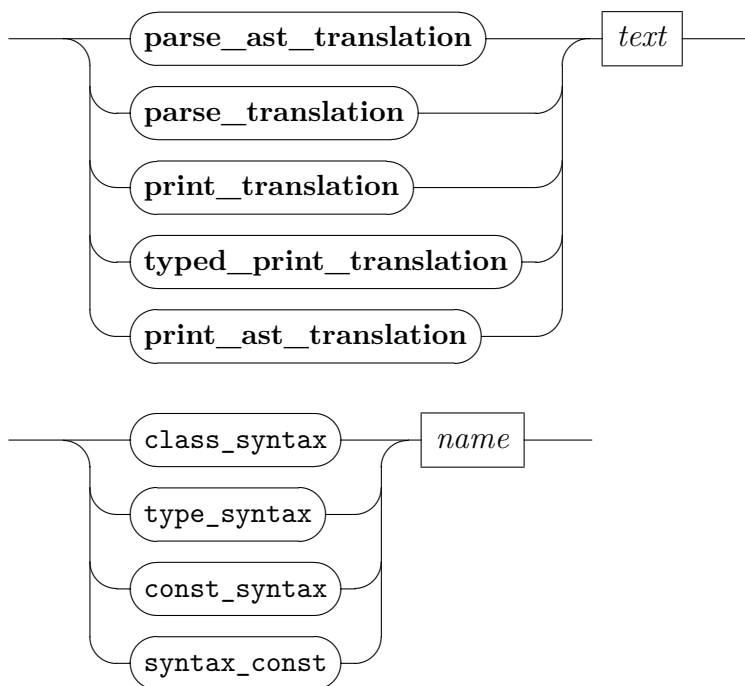 parse_ast_translation text
parse_translation
print_translation
typed_print_translation
print_ast_translation
class_syntax name
type_syntax
const_syntax
syntax_const